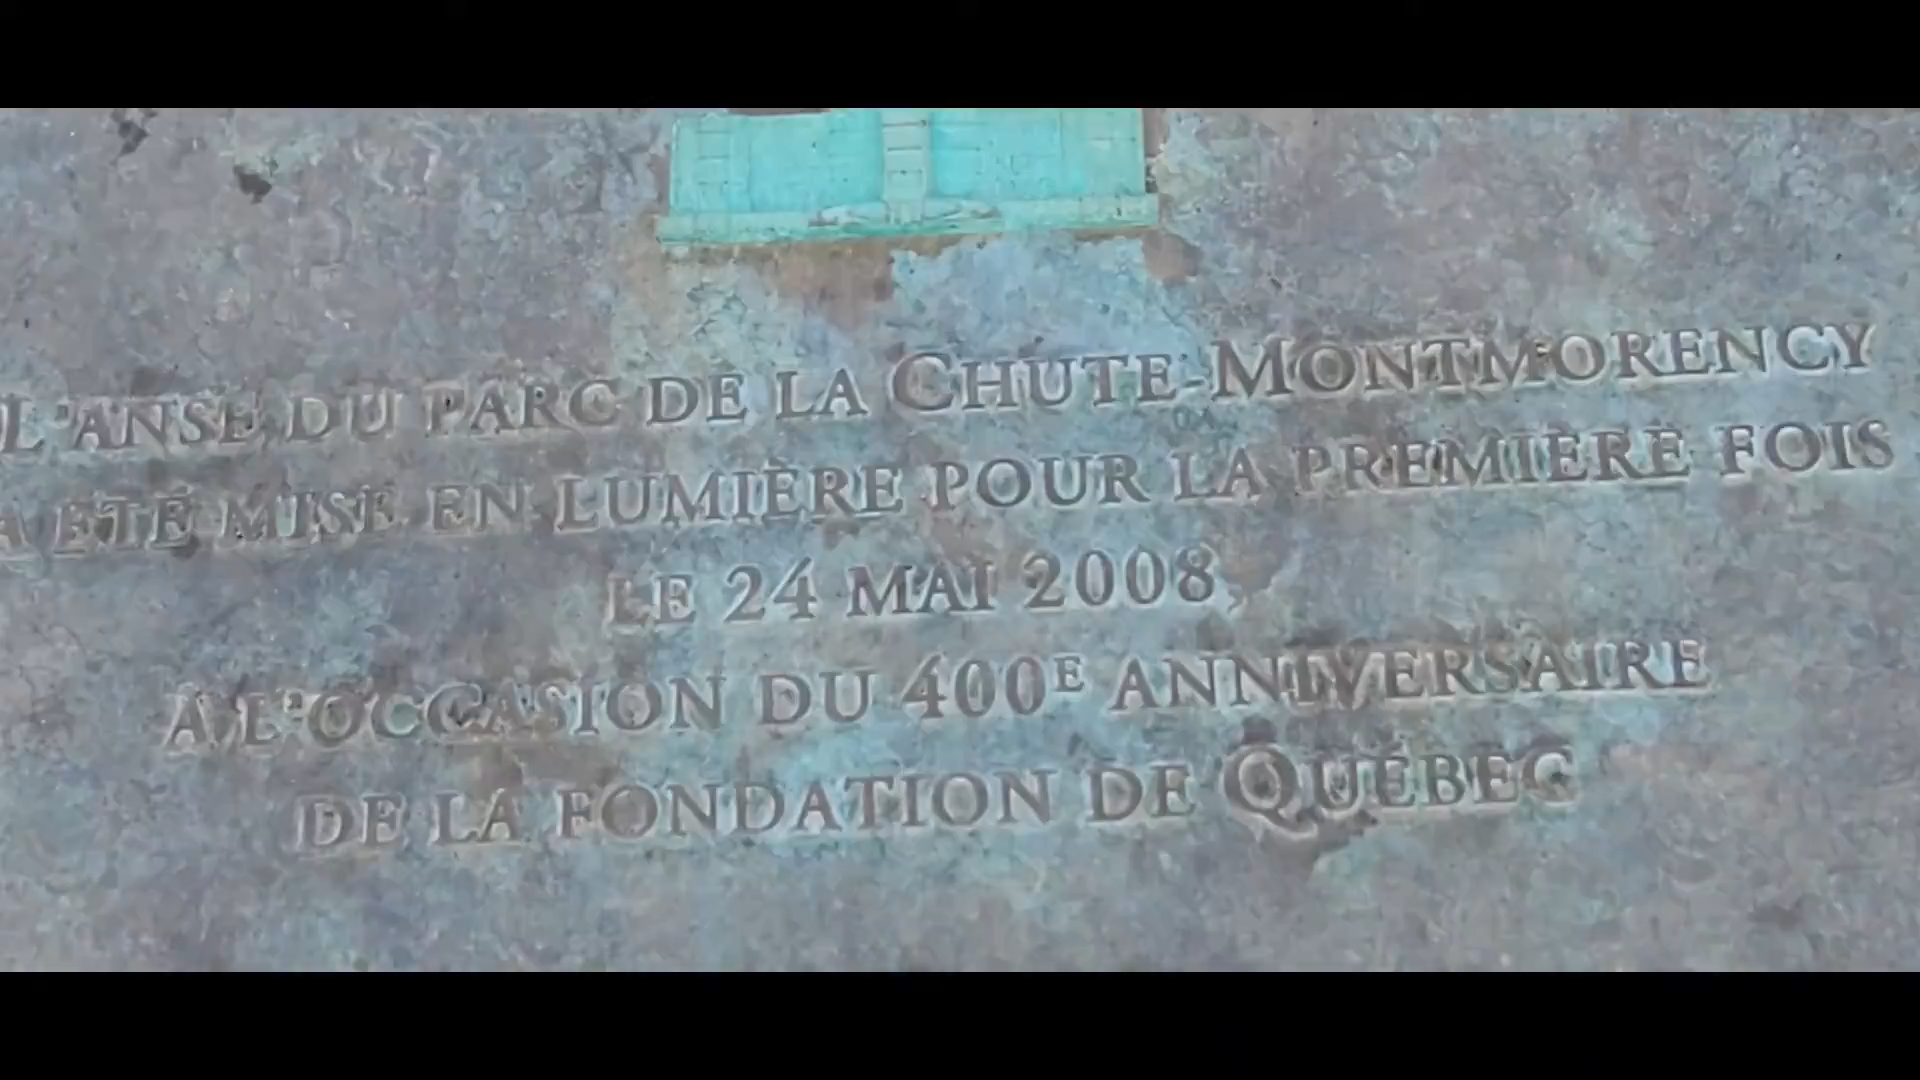 L'ANSE DU PARC DE LA CHUTE-MONTMORENCY
A ÉTÉ MISE EN LUMIÈRE POUR LA PREMIÈRE FOIS
LE 24 MAI 2008,
À L'OCCASION DU 400E ANNIVERSAIRE
DE LA FONDATION DE QUÉBEC